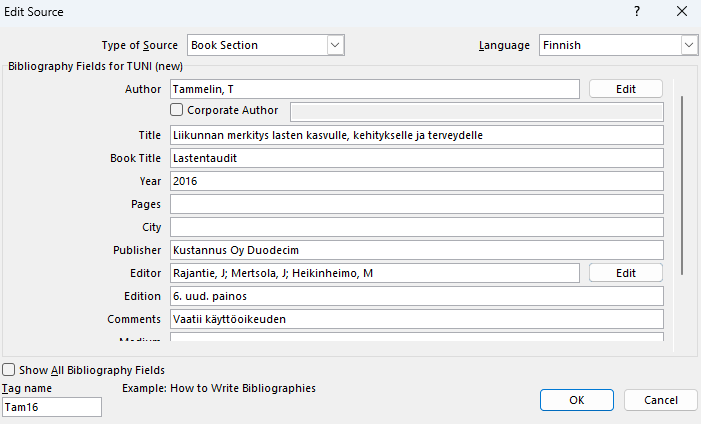 Edit Source
? ×
Type of Source Book Section Language Finnish
Bibliography Fields for TUNI (new)
Author Tammelin, T Edit
Corporate Author
Title Liikunnan merkitys lasten kasvulle, kehitykselle ja terveydelle
Book Title Lastentaudit
Year 2016
Pages
City
Publisher Kustannus Oy Duodecim
Editor Rajantie, J; Mertsola, J; Heikinheimo, M Edit
Edition 6. uud. painos
Comments Vaatii käyttöoikeuden
Medium
Show All Bibliography Fields
Tag name Example: How to Write Bibliographies
Tam16 OK Cancel